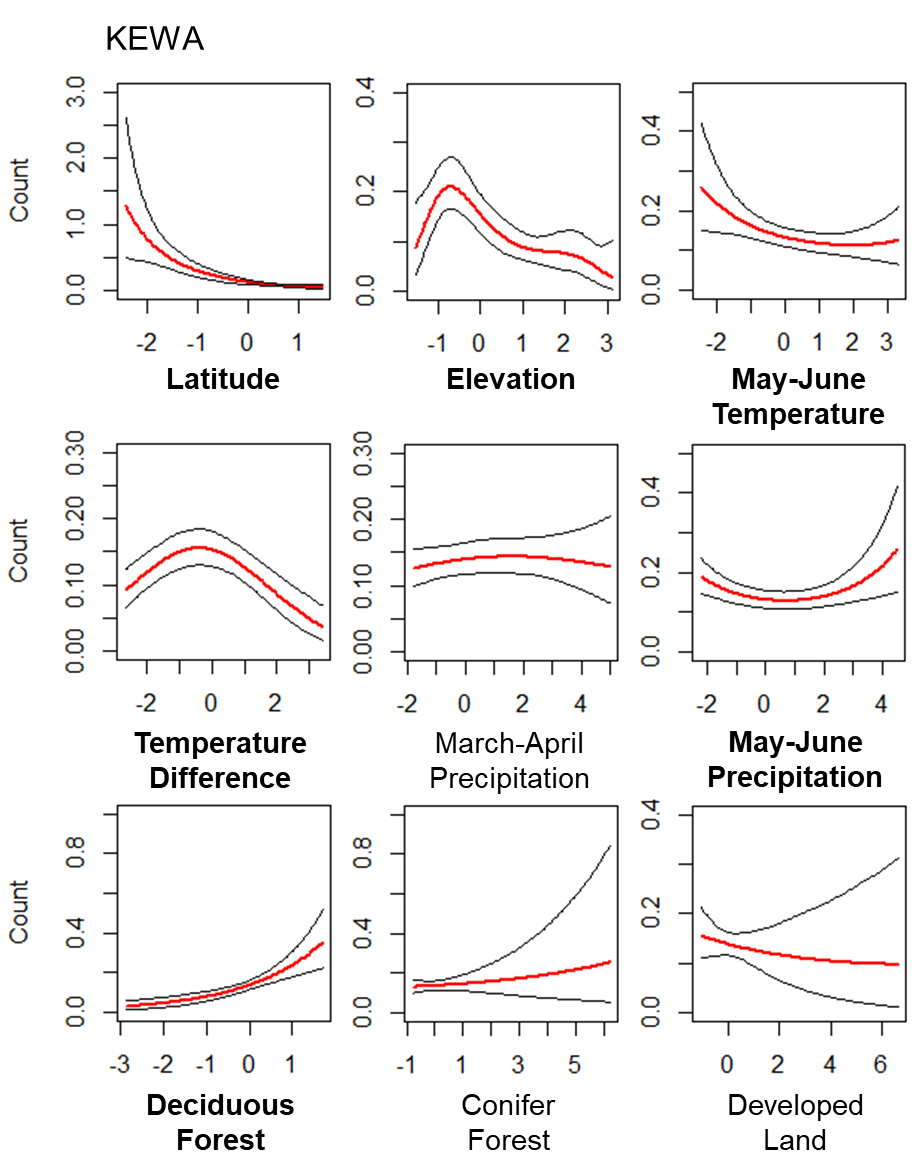 KEWA
Count
3.0
2.0
1.0
0.0
-2 -1 0 1
Latitude
0.4
0.2
0.0
-1 0 1 2 3
Elevation
0.4
0.2
0.0
-2 0 1 2 3
May-June
Temperature
Count
0.30
0.20
0.10
0.00
-2 0 2
Temperature
Difference
0.30
0.20
0.10
0.00
-2 0 2 4
March-April
Precipitation
0.4
0.2
0.0
-2 0 2 4
May-June
Precipitation
Count
0.8
0.4
0.0
-3 -2 -1 0 1
Deciduous
Forest
0.8
0.4
0.0
-1 1 3 5
Conifer
Forest
0.4
0.2
0.0
0 2 4 6
Developed
Land